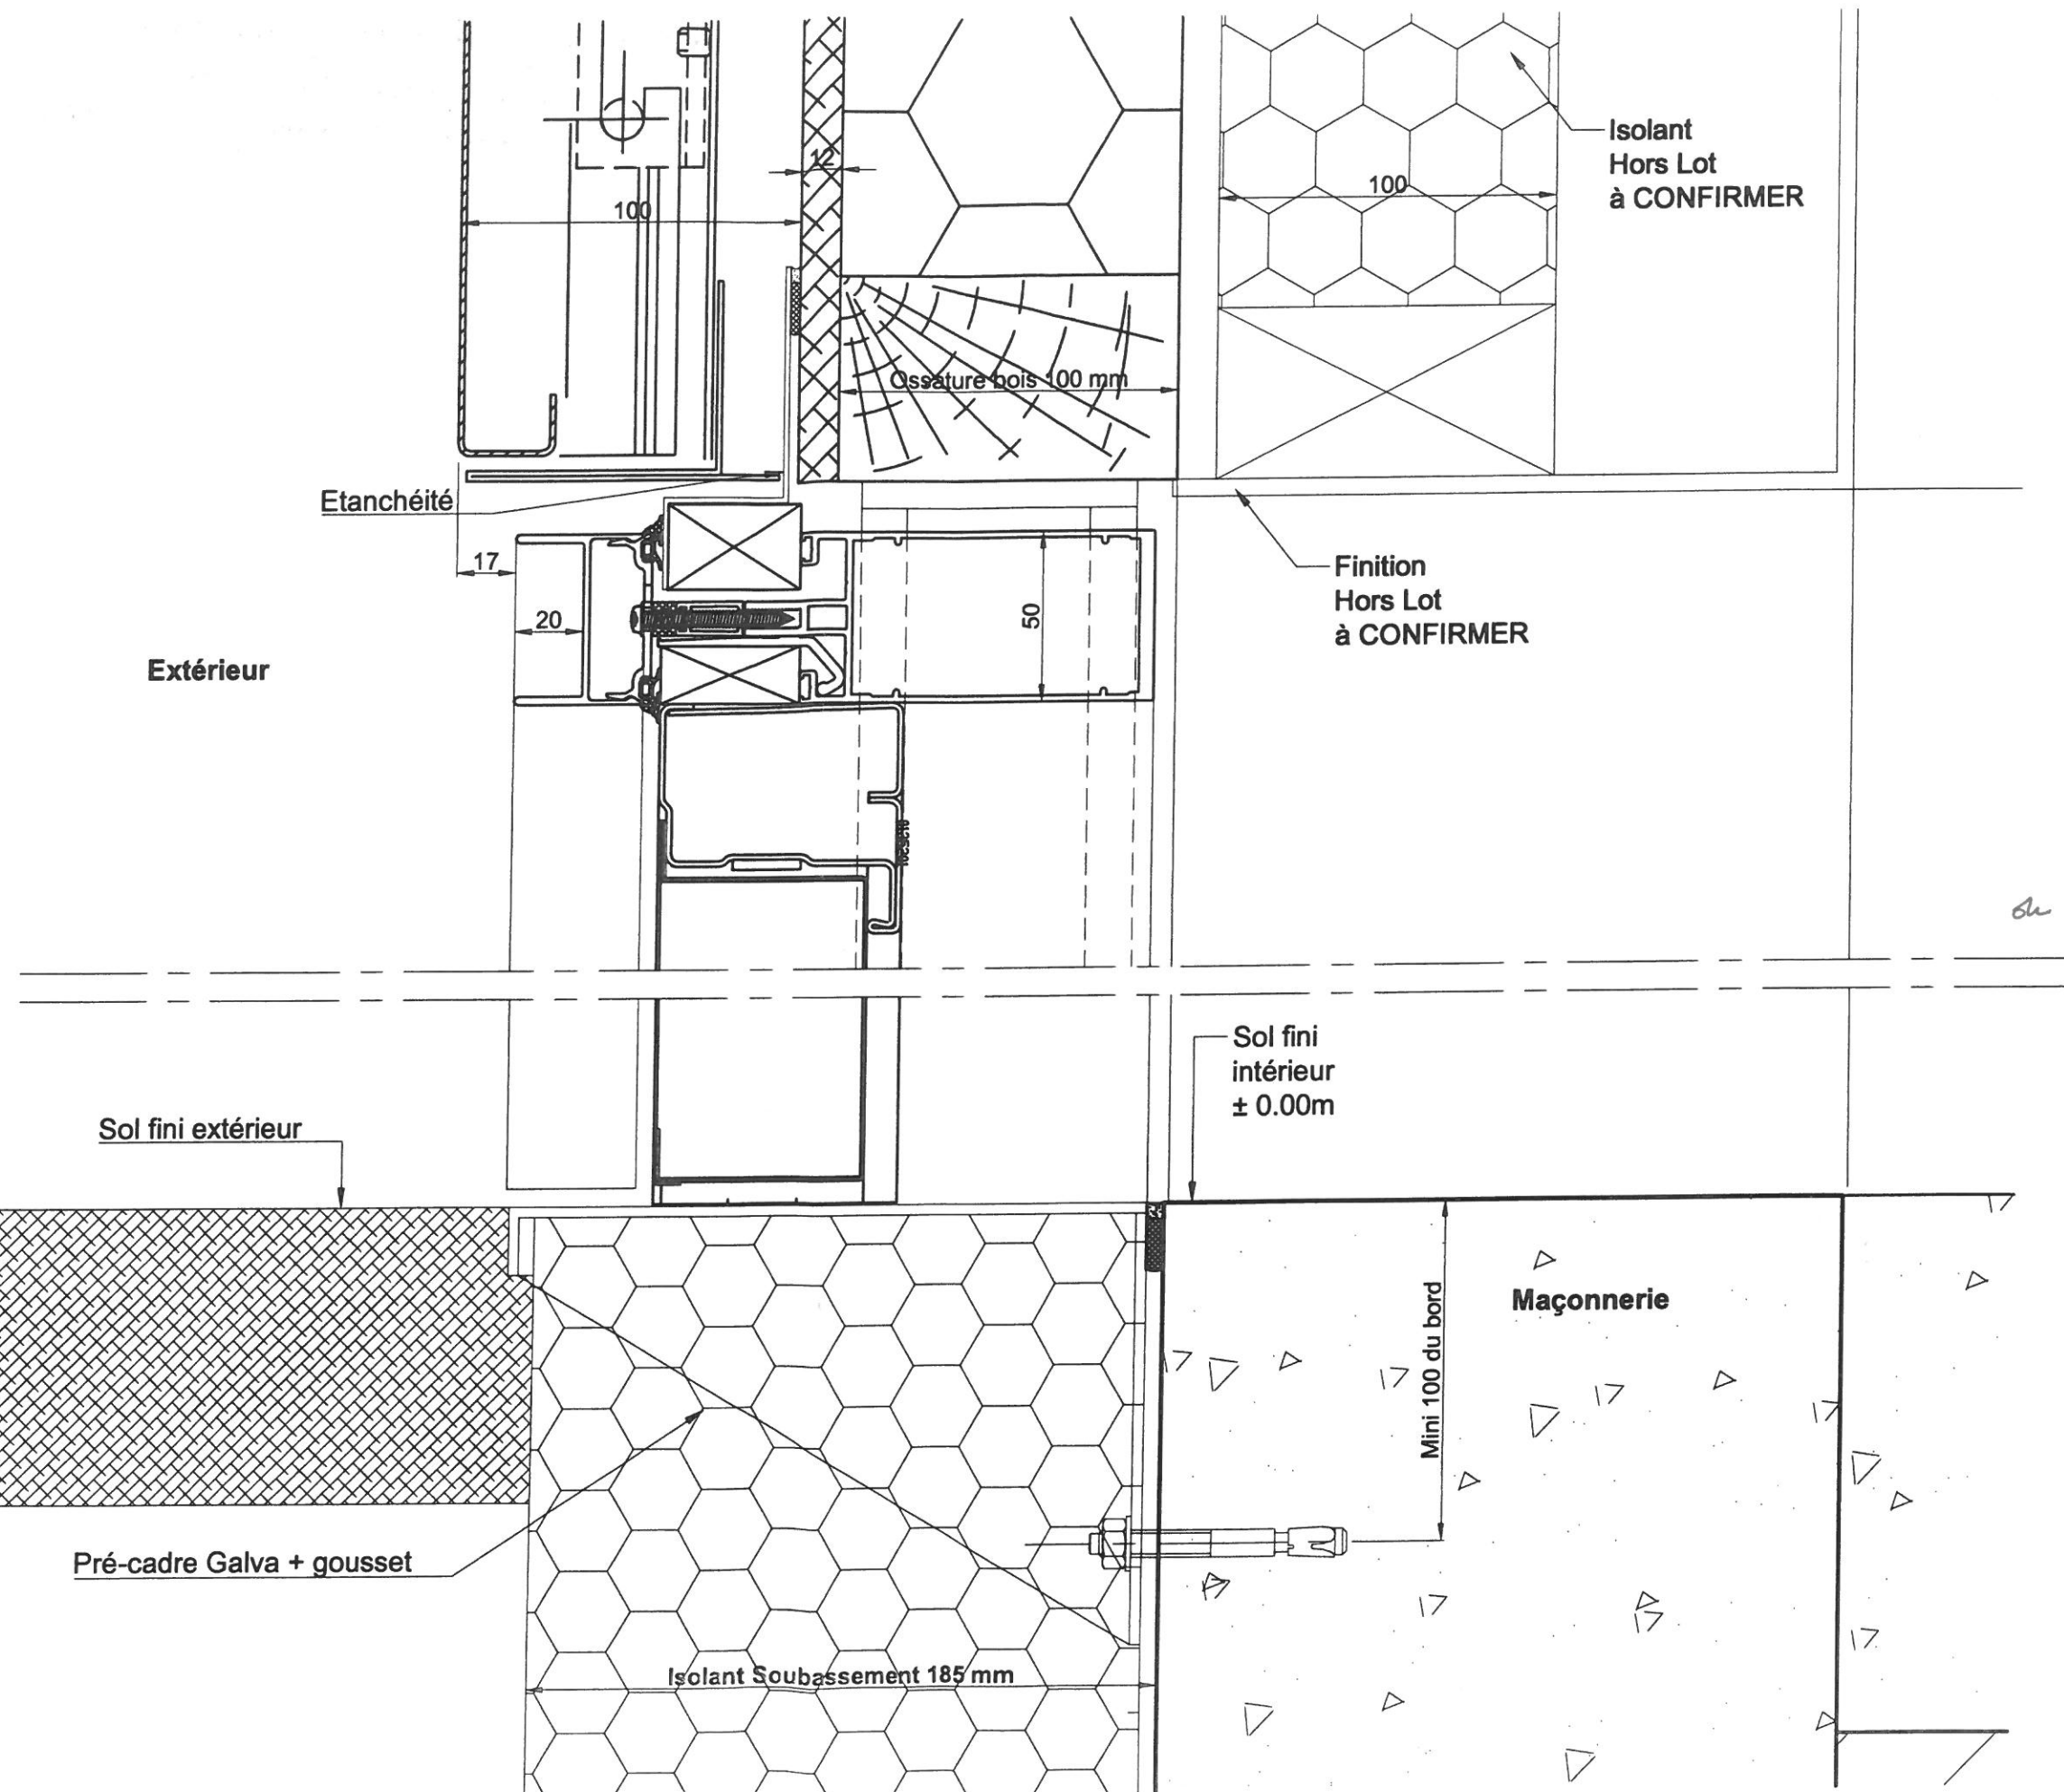 Isolant
Hors Lot
à CONFIRMER
12
100
100
Ossature bois 100 mm
Etanchéité
17
20
50
Finition
Hors Lot
à CONFIRMER
Extérieur
Sol fini
intérieur
± 0.00m
Sol fini extérieur
Mini 100 du bord
Maçonnerie
Pré-cadre Galva + gousset
Isolant Soubassement 185 mm